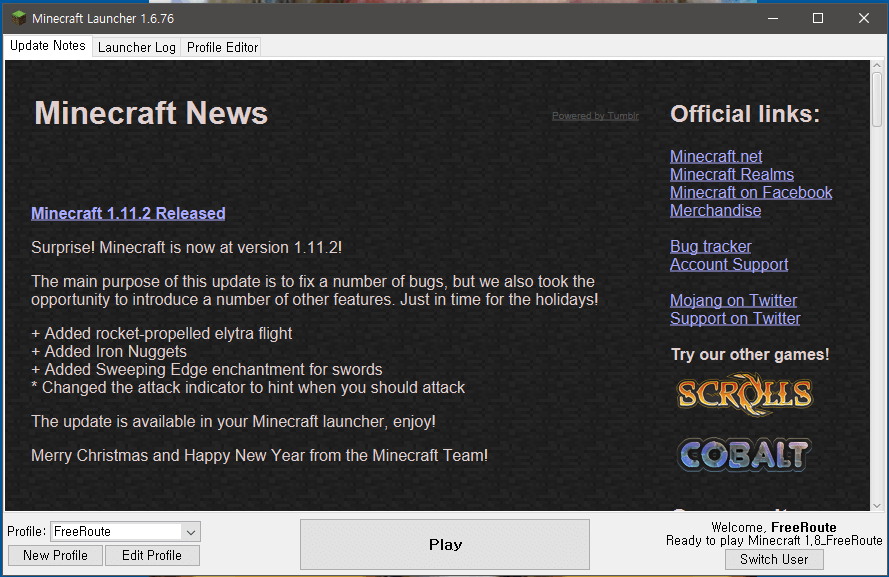 Minecraft Launcher 1.6.76
Update Notes
Launcher Log
Profile Editor
Minecraft News
Powered by Tumblr
Minecraft 1.11.2 Released
Surprise! Minecraft is now at version 1.11.2!
The main purpose of this update is to fix a number of bugs, but we also took the
opportunity to introduce a number of other features. Just in time for the holidays!
+ Added rocket-propelled elytra flight
+ Added Iron Nuggets
+ Added Sweeping Edge enchantment for swords
* Changed the attack indicator to hint when you should attack
The update is available in your Minecraft launcher, enjoy!
Merry Christmas and Happy New Year from the Minecraft Team!
Official links:
Minecraft.net
Minecraft Realms
Minecraft on Facebook
Merchandise
Bug tracker
Account Support
Mojang on Twitter
Support on Twitter
Try our other games!
SCROLLS
COBALT
Profile:
FreeRoute
New Profile
Edit Profile
Play
Welcome, FreeRoute
Ready to play Minecraft 1,8_FreeRoute
Switch User